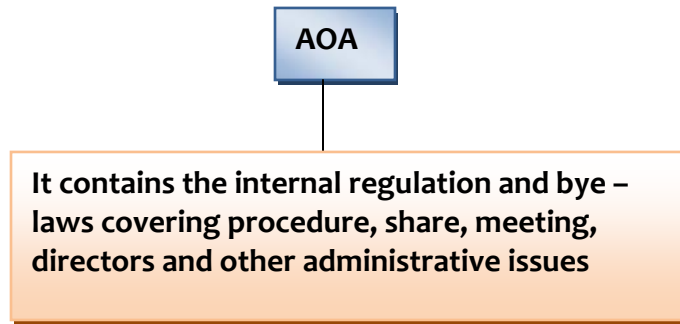 AOA
It contains the internal regulation and bye –
laws covering procedure, share, meeting,
directors and other administrative issues